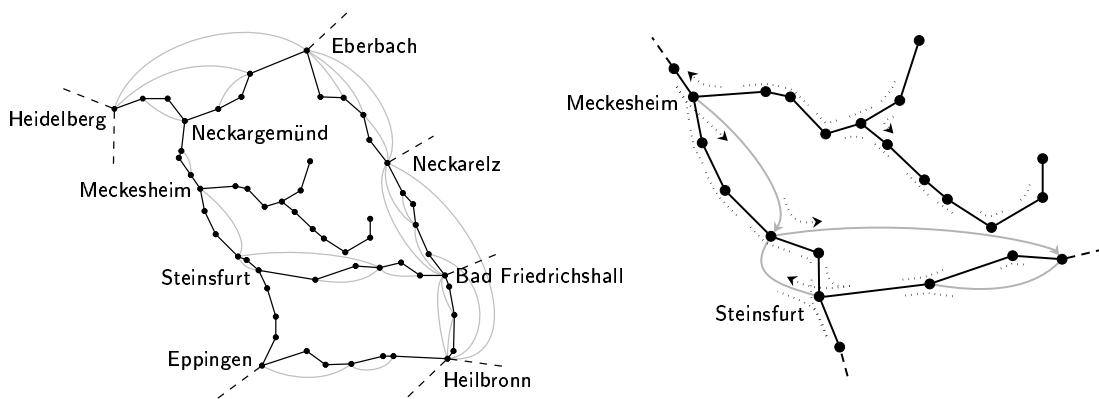 Eberbach
Heidelberg
Neckargemünd
Neckarelz
Meckesheim
Steinsfurt
Bad Friedrichshall
Eppingen
Heilbronn
Meckesheim
Steinsfurt